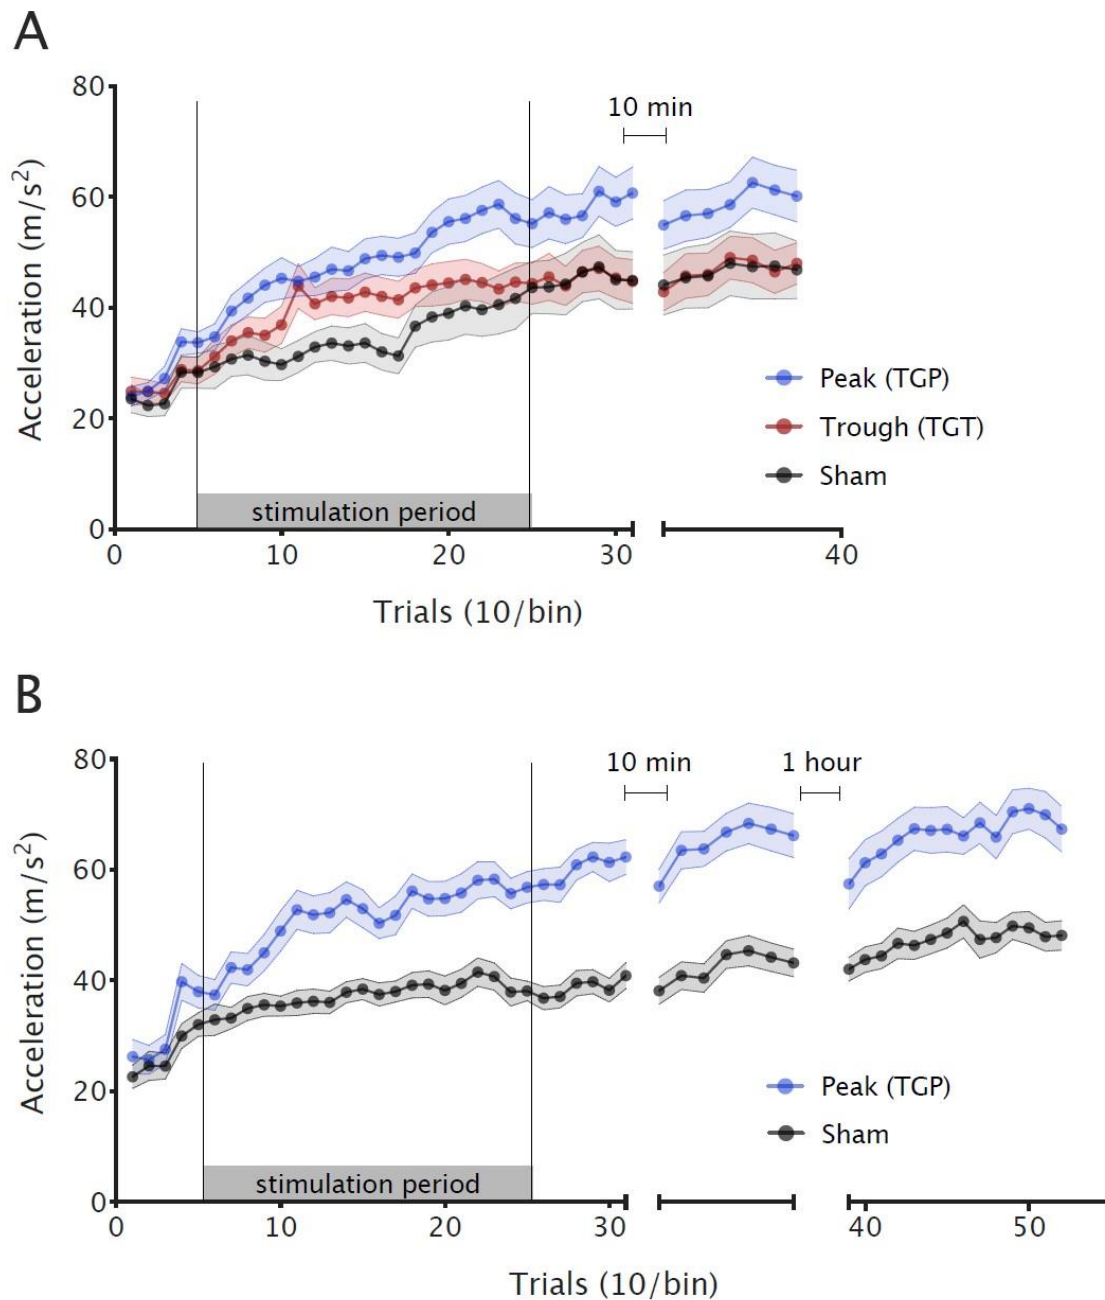 A
80
60
40
20
0
Acceleration (m/s²)
10 min
Peak (TGP)
Trough (TGT)
Sham
stimulation period
0 10 20 30 40
Trials (10/bin)
B
80
60
40
20
0
Acceleration (m/s²)
10 min 1 hour
Peak (TGP)
Sham
stimulation period
0 10 20 30 40 50
Trials (10/bin)